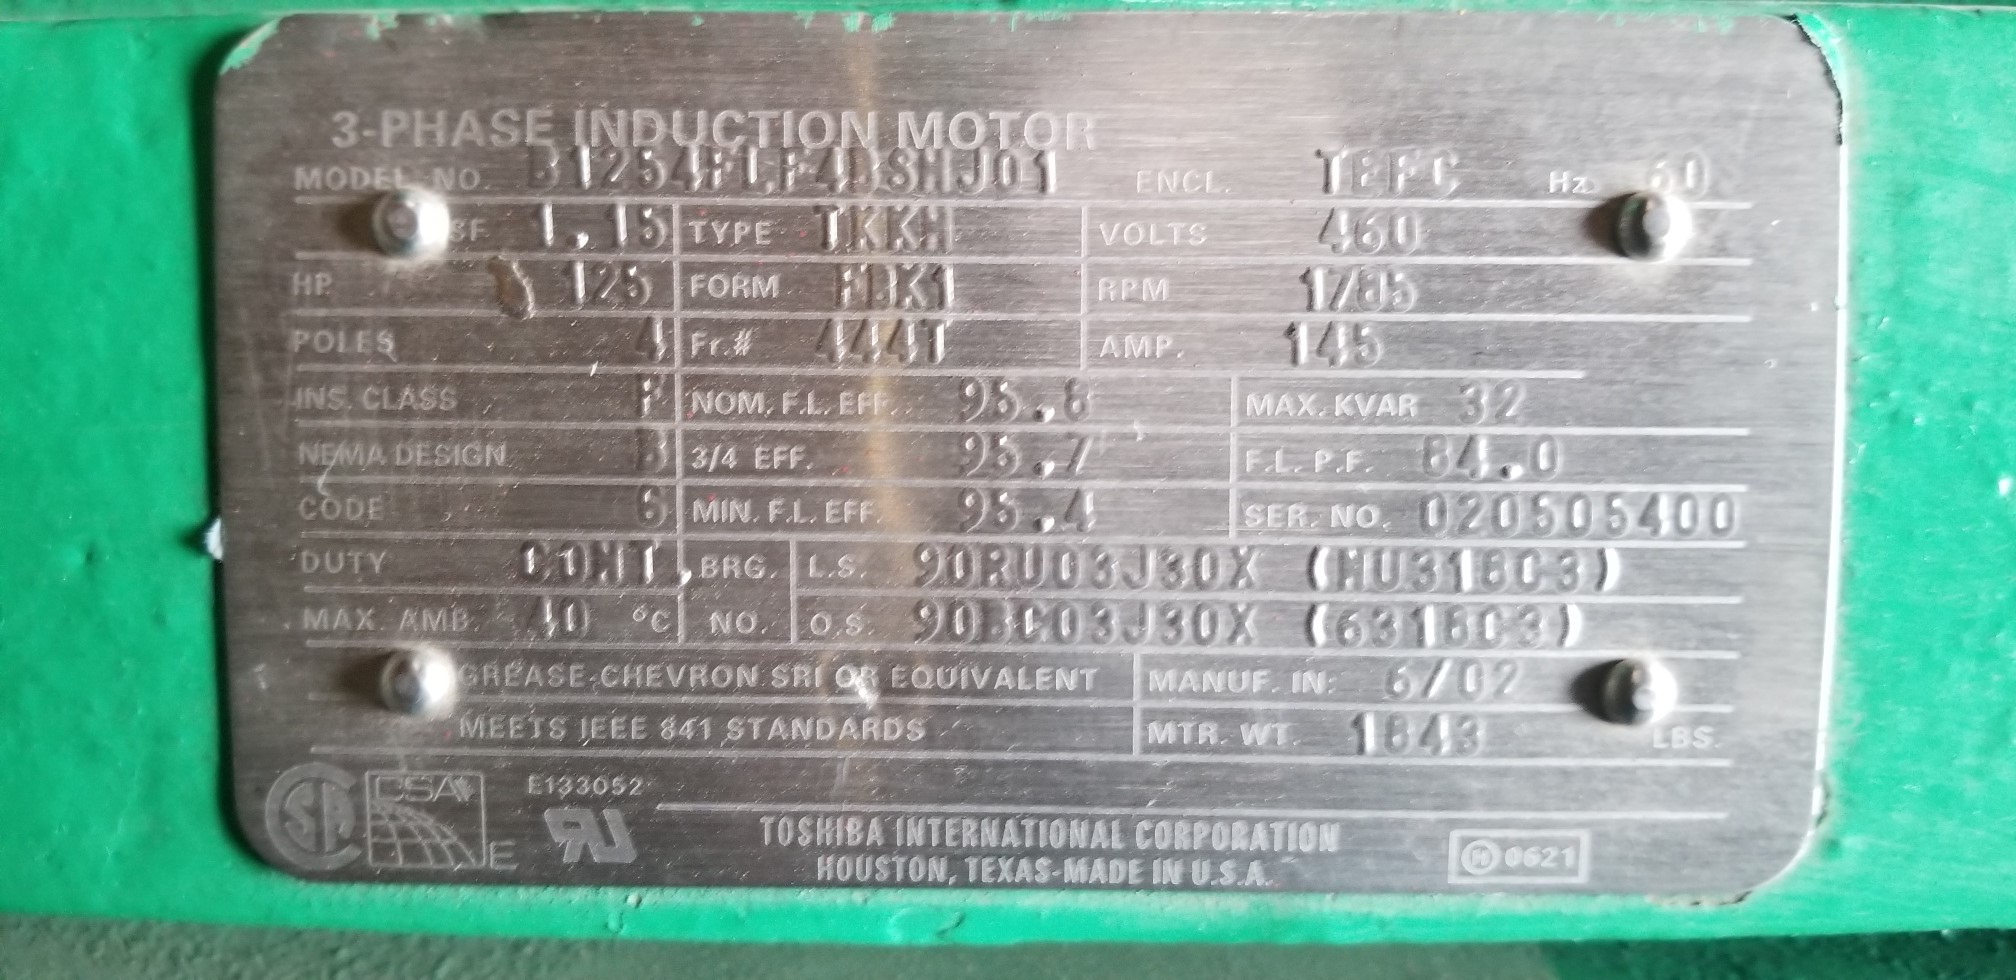 3-PHASE INDUCTION MOTOR
MODEL NO. B1254FLF4BSHJ01 ENCL. TEFC Hz 60
SF 1.15 TYPE TKKH VOLTS 460
HP 125 FORM FBK1 RPM 1785
POLES 4 Fr.# 444T AMP. 145
INS. CLASS F NOM. F.L. EFF. 95.8 MAX. KVAR 32
NEMA DESIGN B 3/4 EFF. 95.7 F.L. P.F. 84.0
CODE G MIN. F.L. EFF. 95.4 SER. NO. 020505400
DUTY CONT. BRG. L.S. 90RU03J30X (NU318C3)
MAX. AMB. 40 °C NO. O.S. 90BC03J30X (6318C3)
GREASE-CHEVRON SRI OR EQUIVALENT MANUF. IN: 6/02
MEETS IEEE 841 STANDARDS MTR. WT. 1843 LBS.
CSA E E133052
TOSHIBA INTERNATIONAL CORPORATION
HOUSTON, TEXAS-MADE IN U.S.A. 0621